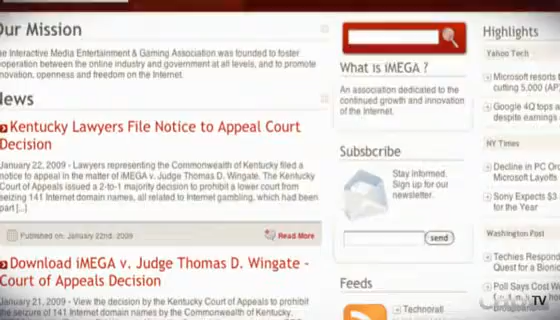 Our Mission
The Interactive Media Entertainment & Gaming Association was founded to foster
cooperation between the online industry and government at all levels, and to promote
innovation, openness and freedom on the Internet.
News
Kentucky Lawyers File Notice to Appeal Court
Decision
January 22, 2009 - Lawyers representing the Commonwealth of Kentucky filed a
notice to appeal in the matter of iMEGA v. Judge Thomas D. Wingate. The Kentucky
Court of Appeals issued a 2-to-1 majority decision to prohibit a lower court from
seizing 141 Internet domain names, all related to Internet gambling, which had been
part [...]
Published on: January 22nd, 2009
Read More
Download iMEGA v. Judge Thomas D. Wingate -
Court of Appeals Decision
January 21, 2009 - View the decision by the Kentucky Court of Appeals to prohibit
the seizure of 141 Internet domain names by the Commonwealth of Kentucky.
What is iMEGA ?
An association dedicated to the
continued growth and innovation
of the Internet.
Subsbcribe
Stay informed.
Sign up for our
newsletter.
send
Feeds
Technorati
Highlights
Yahoo Tech
Microsoft resorts
cutting 5,000 (AP)
Google 4Q tops
despite earnings
NY Times
Decline in PC
Microsoft Layoffs
Sony Expects $3
for the Year
Washington Post
Techies Respond
Quest for a
Poll Says
TV